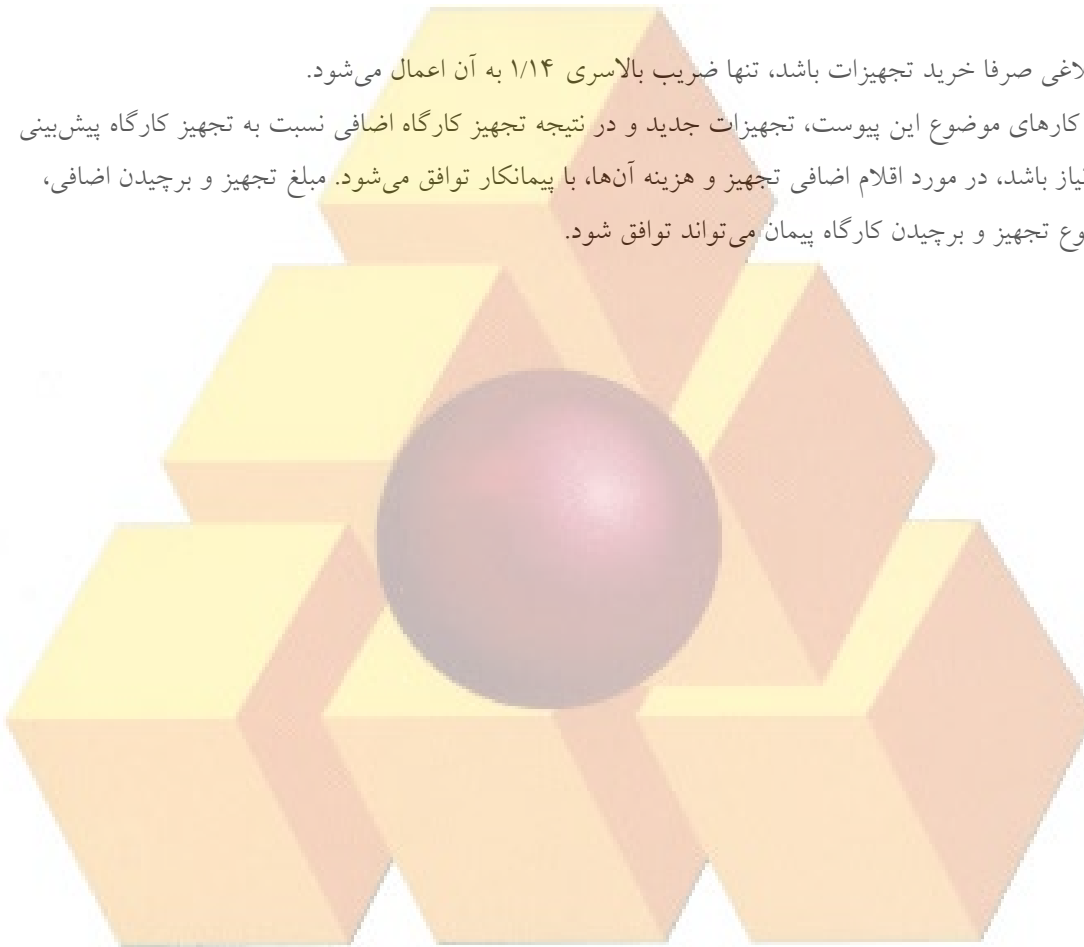 لاغی صرفا خرید تجهیزات باشد، تنها ضریب بالاسری ۱/۱۴ به آن اعمال می‌شود.
کارهای موضوع این پیوست، تجهیزات جدید و در نتیجه تجهیز کارگاه اضافی نسبت به تجهیز کارگاه پیش‌بینی
نیاز باشد، در مورد اقلام اضافی تجهیز و هزینه آن‌ها، با پیمانکار توافق می‌شود. مبلغ تجهیز و برچیدن اضافی،
وع تجهیز و برچیدن کارگاه پیمان می‌تواند توافق شود.